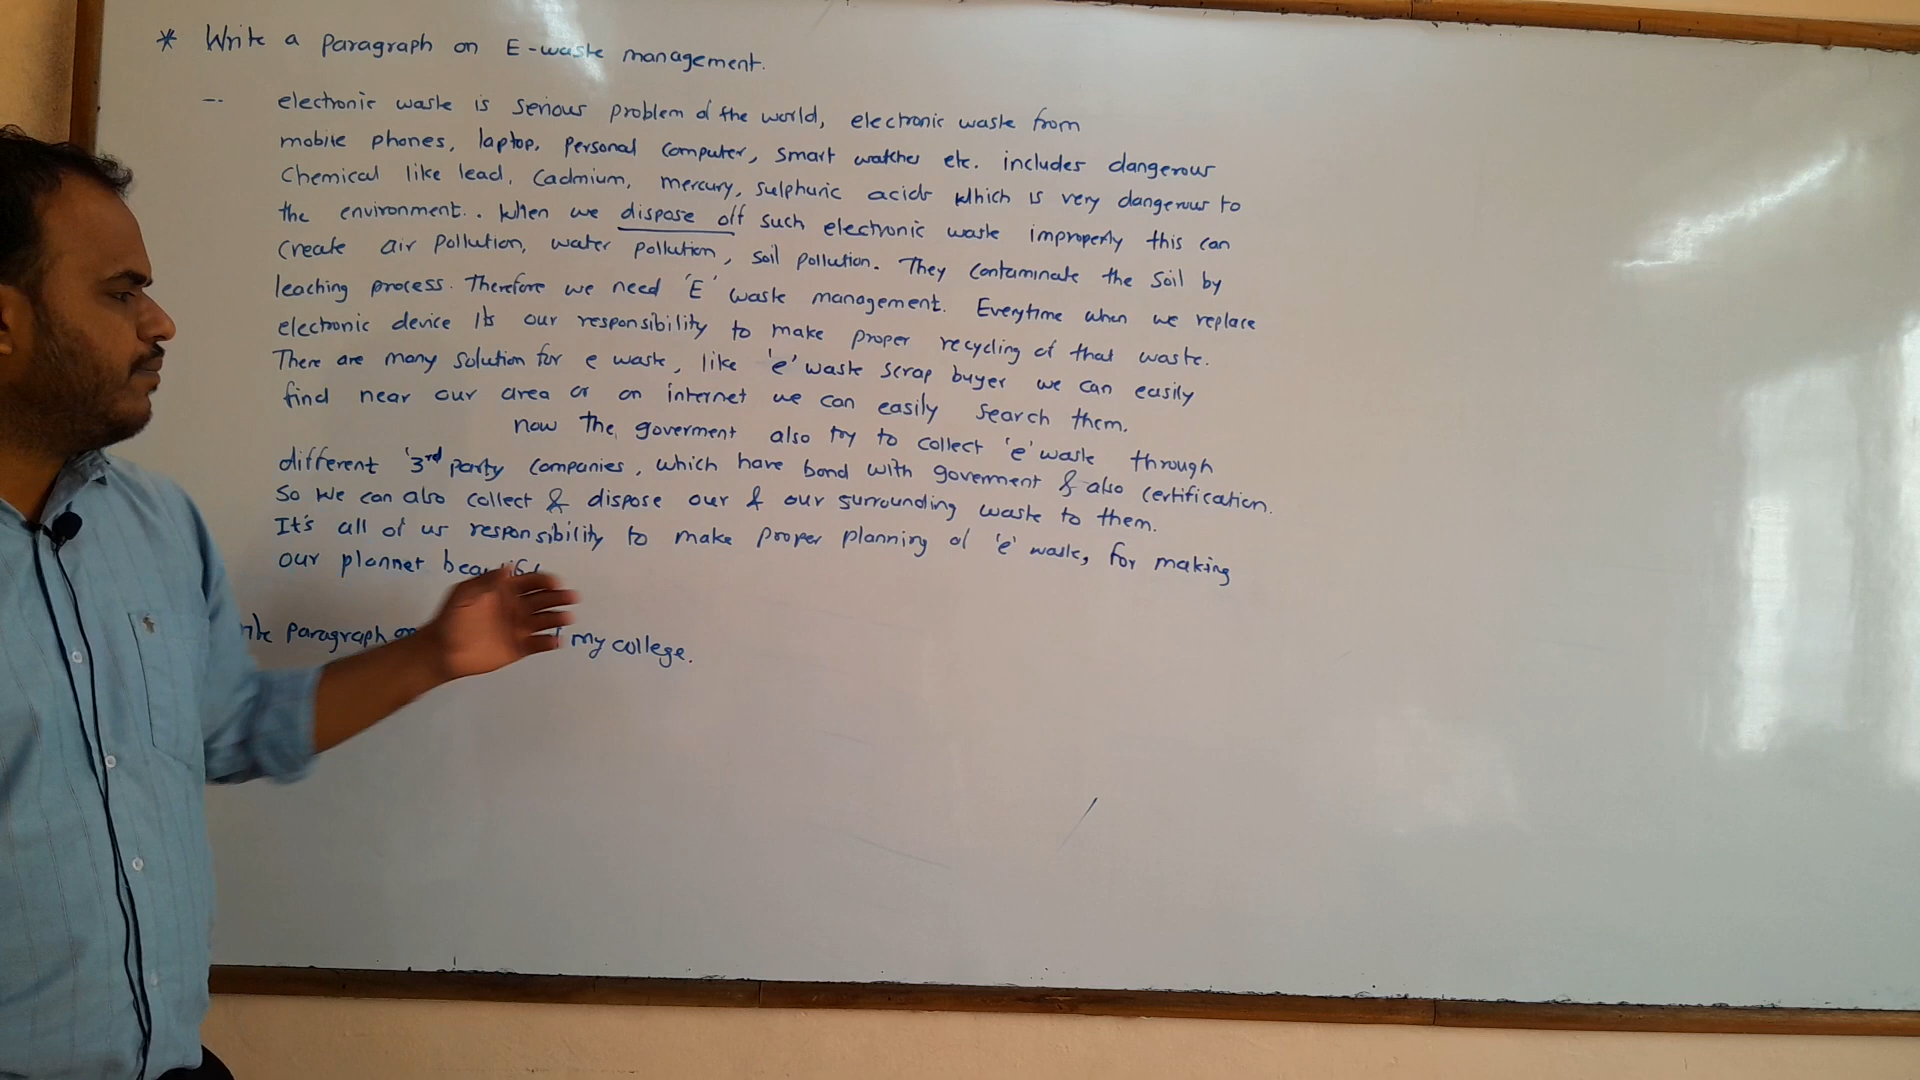 * Write a paragraph on E-waste management.
-. electronic waste is serious problem of the world, electronic waste from
mobile phones, laptop, personal computer, smart watches etc. includes dangerous
chemical like lead, cadmium, mercury, sulphuric acids which is very dangerous to
the environment.. When we dispose off such electronic waste improperly this can
create air pollution, water pollution, soil pollution. They contaminate the soil by
leaching process. Therefore we need 'E' waste management. Everytime when we replace
electronic device Its our responsibility to make proper recycling of that waste.
There are many solution for e waste, like 'e' waste scrap buyer we can easily
find near our area or on internet we can easily search them.
now the goverment also try to collect 'e' waste through
different '3rd party companies, which have bond with goverment & also certification.
So we can also collect & dispose our & our surrounding waste to them.
It's all of us responsibility to make proper planning of 'e' waste, for making
our plannet
paragraph my college.